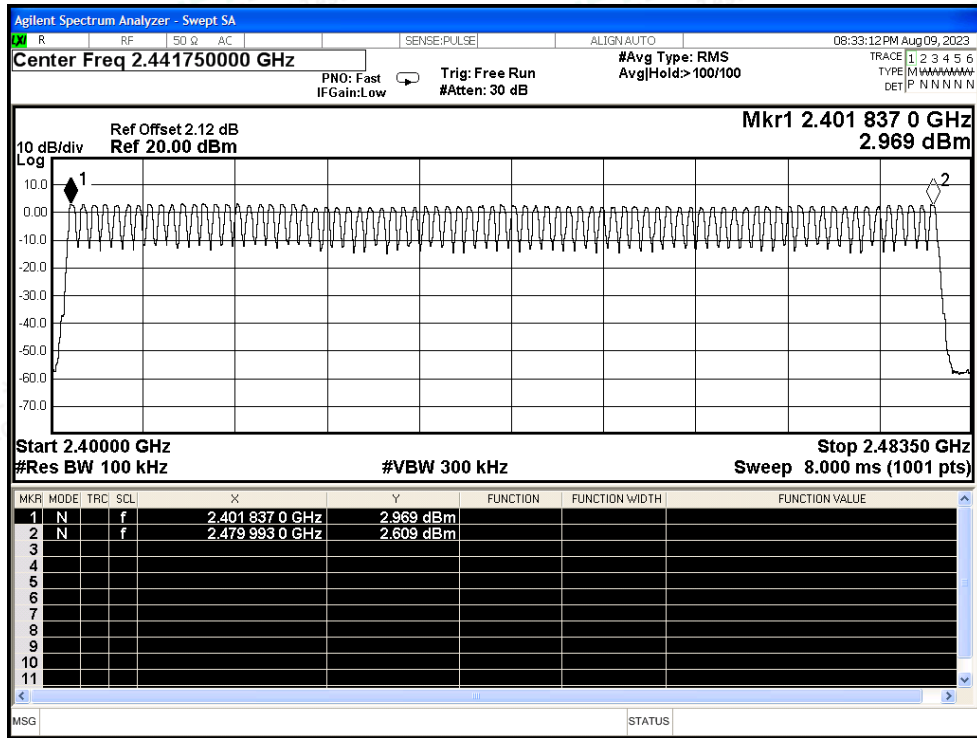 Agilent Spectrum Analyzer - Swept SA
LXI R RF 50 Ω AC SENSE:PULSE ALIGN AUTO 08:33:12 PM Aug 09, 2023
Center Freq 2.441750000 GHz #Avg Type: RMS TRACE 1 2 3 4 5 6
PNO: Fast Trig: Free Run Avg|Hold:>100/100 TYPE M
IFGain:Low #Atten: 30 dB DET P N N N N N
Mkr1 2.401 837 0 GHz
Ref Offset 2.12 dB
10 dB/div Ref 20.00 dBm 2.969 dBm
Log
1 2
10.0
0.00
-10.0
-20.0
-30.0
-40.0
-50.0
-60.0
-70.0
Start 2.40000 GHz Stop 2.48350 GHz
#Res BW 100 kHz #VBW 300 kHz Sweep 8.000 ms (1001 pts)
MKR MODE TRC SCL X Y FUNCTION FUNCTION WIDTH FUNCTION VALUE
1 N f 2.401 837 0 GHz 2.969 dBm
2 N f 2.479 993 0 GHz 2.609 dBm
3
4
5
6
7
8
9
10
11
MSG STATUS